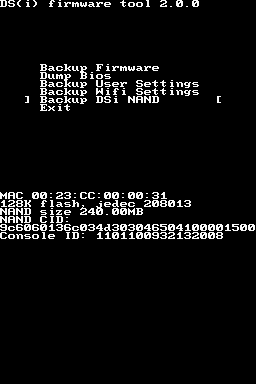 DS(i) firmware tool 2.0.0
Backup Firmware
Dump Bios
Backup User Settings
Backup Wifi Settings
] Backup DSi NAND [
Exit
MAC 00:23:CC:00:00:31
128K flash, jedec 208013
NAND size 240.00MB
NAND CID:
9c6060136c034d303046504100001500
Console ID: 1101100932132008